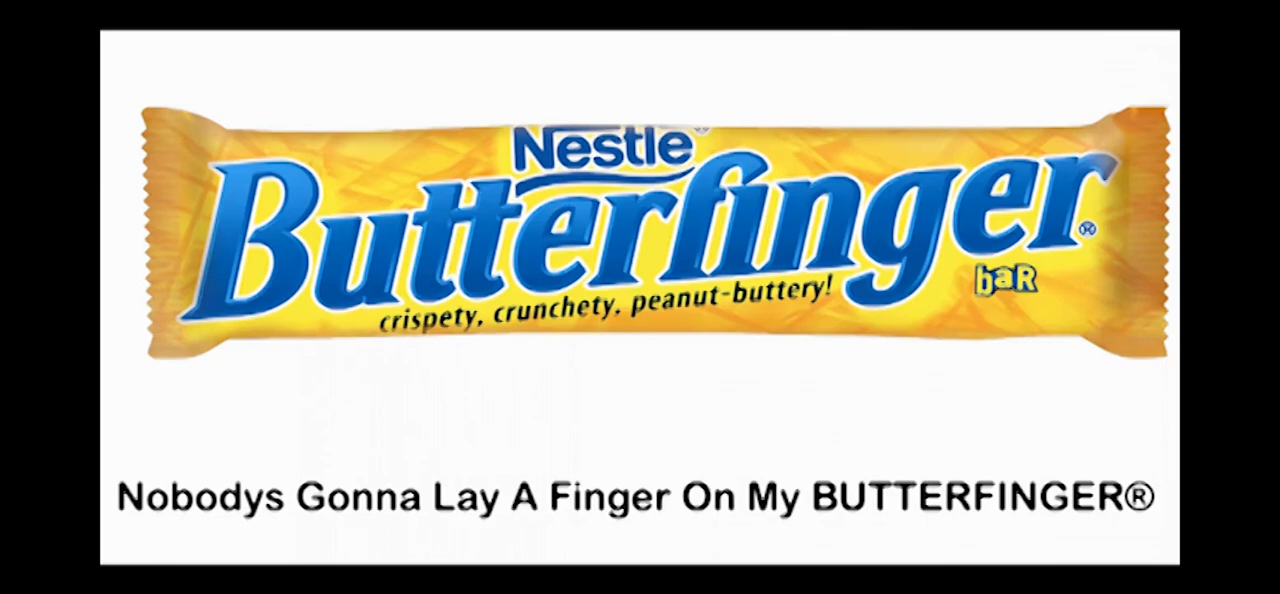 Nestle®
Butterfinger®
bar
crispety, crunchety, peanut-buttery!
Nobodys Gonna Lay A Finger On My BUTTERFINGER®